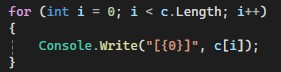 for (int i = 0; i < c.Length; i++)
{
    Console.Write("[{0}]", c[i]);
}